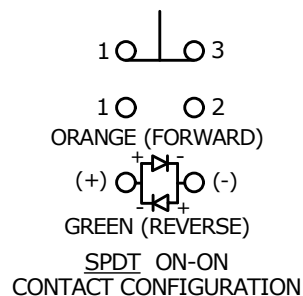 1 3
1 2
ORANGE (FORWARD)
+ -
(+) (-)
- +
GREEN (REVERSE)
SPDT ON-ON
CONTACT CONFIGURATION